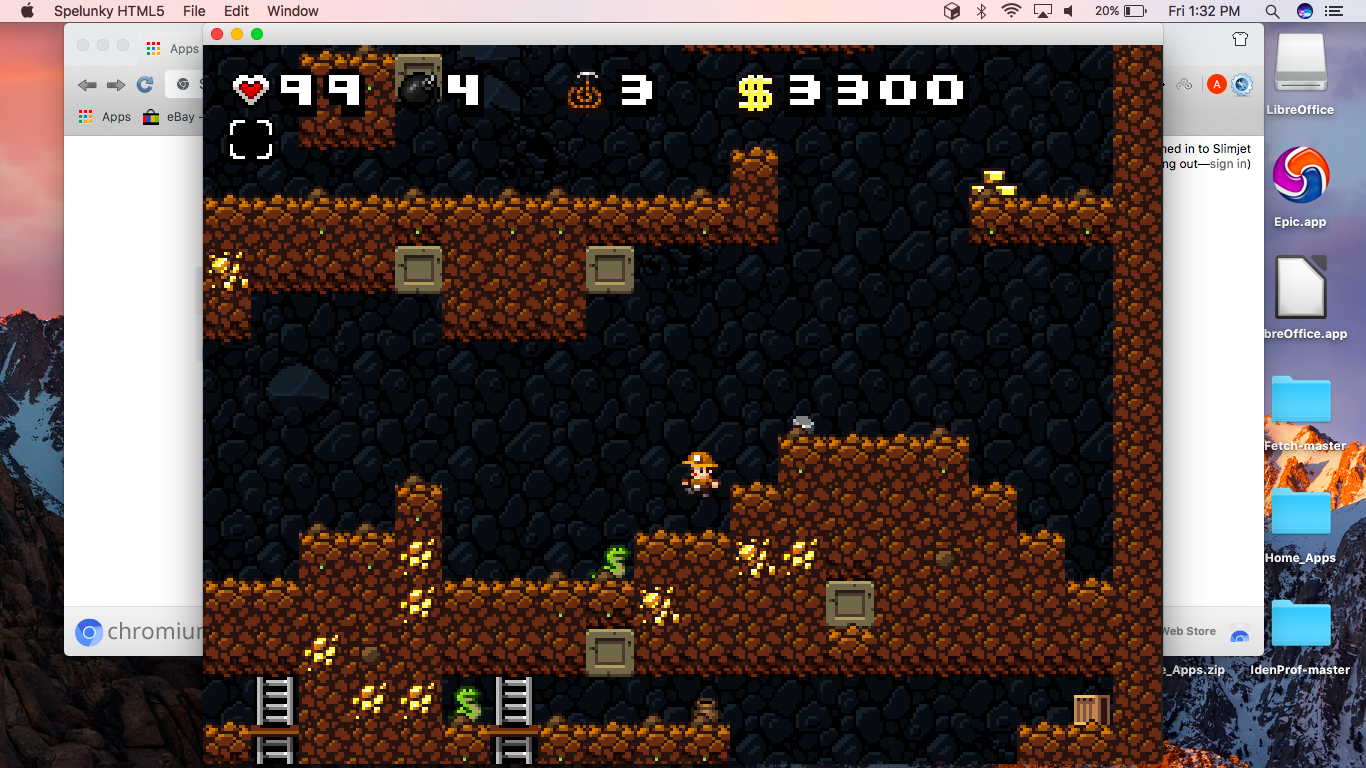 Spelunky HTML5 File Edit Window 20% Fri 1:32 PM
Apps
S
Apps eBay –
99 4 3 $3300
ned in to Slimjet
ng out—sign in)
LibreOffice
Epic.app
breOffice.app
Fetch-master
Home_Apps
chromium
Web Store
e_Apps.zip IdenProf-master
A